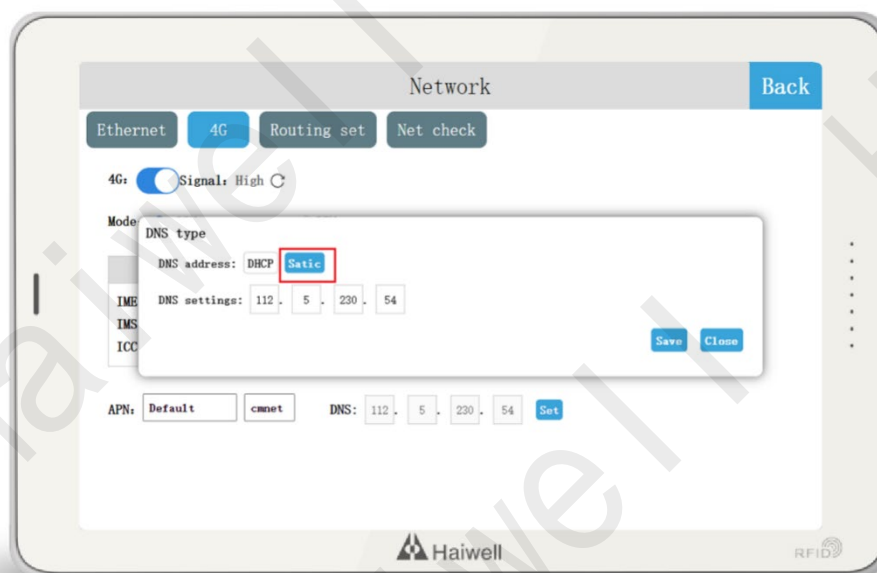 Network
Back
Ethernet 4G Routing set Net check
4G: Signal: High
Mode
DNS type
DNS address: DHCP Satic
DNS settings: 112 . 5 . 230 . 54
IME
IMS
ICC
Save Close
APN: Default cmnet DNS: 112 . 5 . 230 . 54 Set
Haiwell
RFID
haiwell